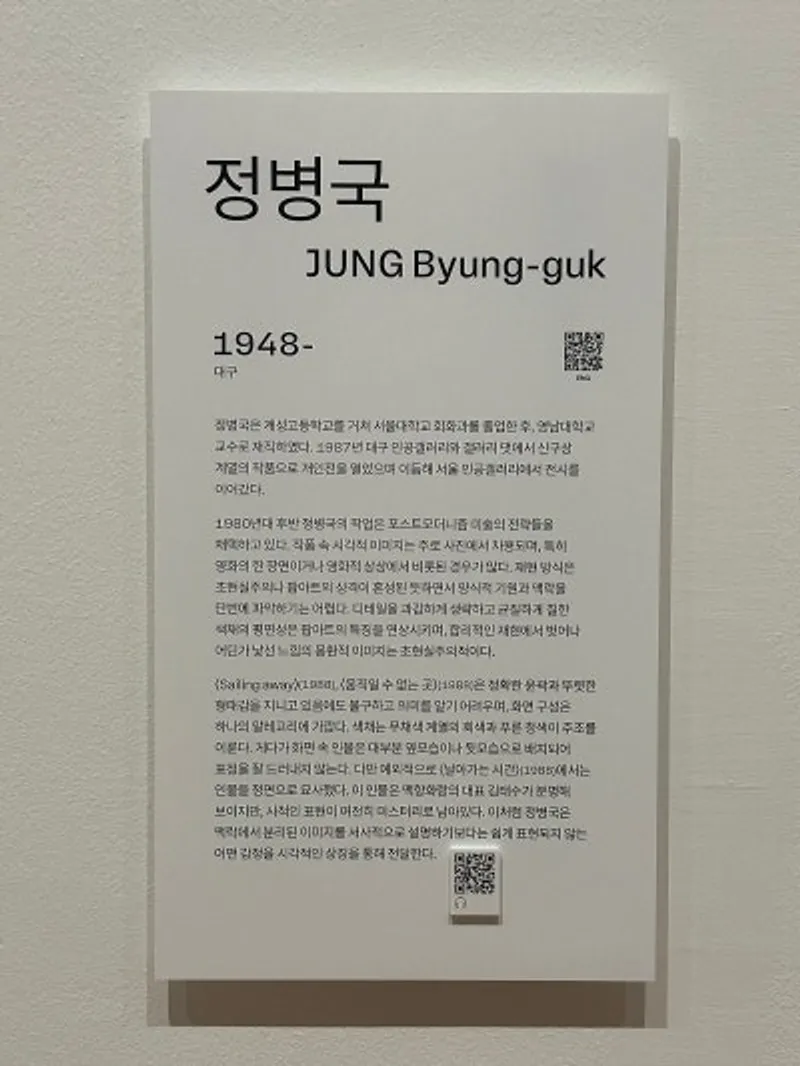 정병국
JUNG Byung-guk
1948-
대구
ENG
정병국은 계성고등학교를 거쳐 서울대학교 회화과를 졸업한 후, 영남대학교
교수로 재직하였다. 1987년 대구 인공갤러리와 갤러리 댓에서 신구상
계열의 작품으로 개인전을 열었으며 이듬해 서울 인공갤러리에서 전시를
이어간다.
1980년대 후반 정병국의 작업은 포스트모더니즘 미술의 전략들을
채택하고 있다. 작품 속 시각적 이미지는 주로 사진에서 차용되며, 특히
영화의 한 장면이거나 영화적 상상에서 비롯된 경우가 많다. 재현 방식은
초현실주의나 팝아트의 성격이 혼성된 듯하면서 양식적 기원과 맥락을
단번에 파악하기는 어렵다. 디테일을 과감하게 생략하고 균질하게 칠한
색채의 평면성은 팝아트의 특징을 연상시키며, 합리적인 재현에서 벗어나
어딘가 낯선 느낌의 몽환적 이미지는 초현실주의적이다.
〈Sailing away〉(1988), 〈움직일 수 없는 곳〉(1989)은 정확한 윤곽과 뚜렷한
형태감을 지니고 있음에도 불구하고 의미를 알기 어려우며, 화면 구성은
하나의 알레고리에 가깝다. 색채는 무채색 계열의 회색과 푸른 청색이 주조를
이룬다. 게다가 화면 속 인물은 대부분 옆모습이나 뒷모습으로 배치되어
표정을 잘 드러내지 않는다. 다만 예외적으로 〈날아가는 시간〉(1988)에서는
인물을 정면으로 묘사했다. 이 인물은 맥향화랑의 대표 김태수가 분명해
보이지만, 사적인 표현이 여전히 미스터리로 남아있다. 이처럼 정병국은
맥락에서 분리된 이미지를 서사적으로 설명하기보다는 쉽게 표현되지 않는
어떤 감정을 시각적인 상징을 통해 전달한다.